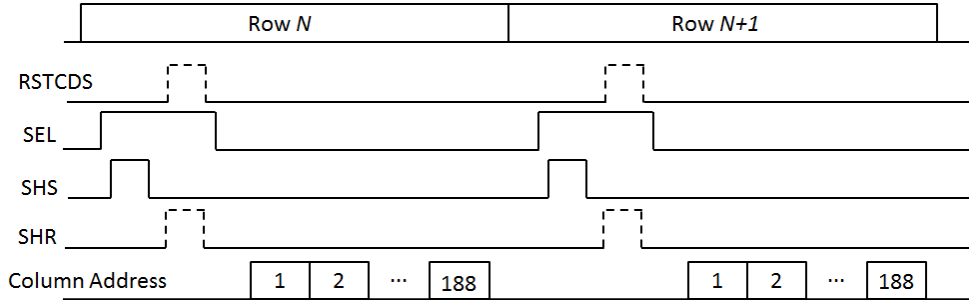 Row N Row N+1
RSTCDS
SEL
SHS
SHR
Column Address 1 2 ... 188 1 2 ... 188